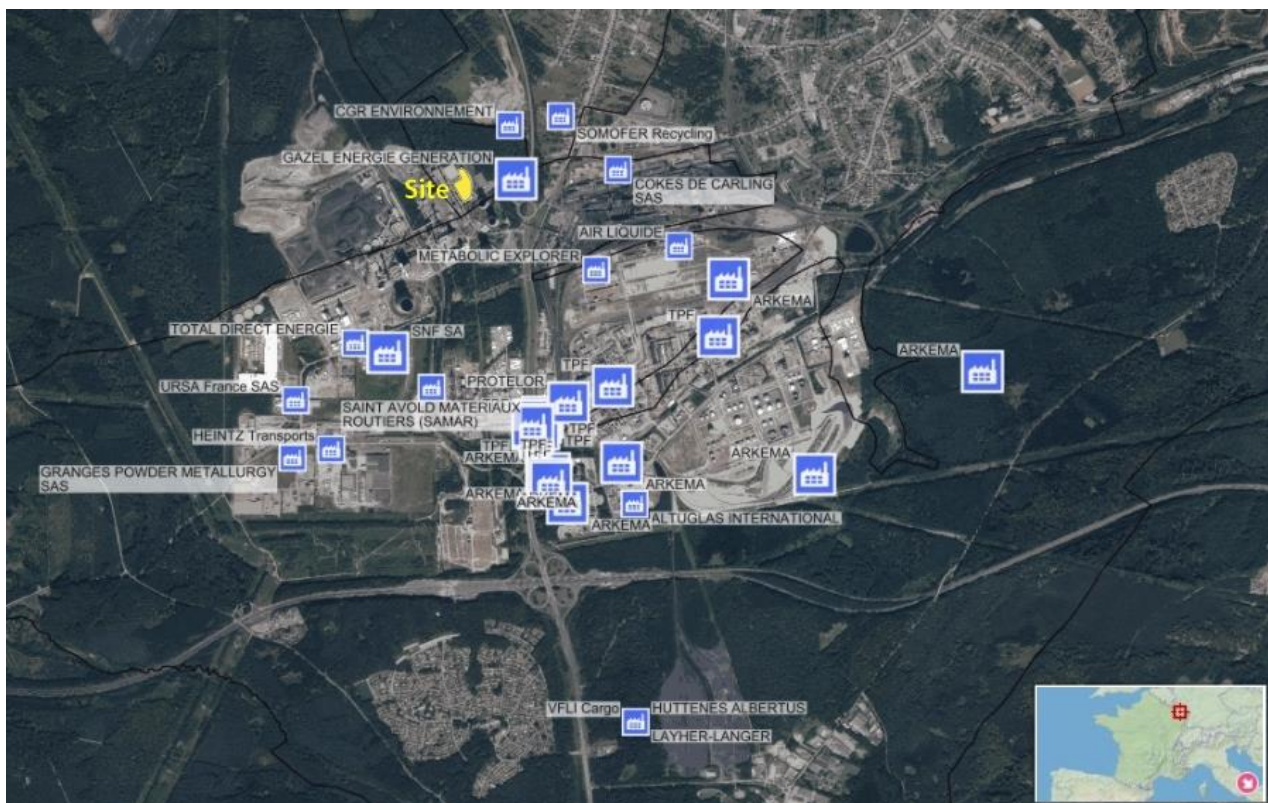 CGR ENVIRONNEMENT
SOMOFER Recycling
GAZEL ENERGIE GENERATION
Site
COKES DE CARLING
SAS
AIR LIQUIDE
METABOLIC EXPLORER
ARKEMA
TPF
TOTAL DIRECT ENERGIE
SNF SA
ARKEMA
TPF
URSA France SAS
PROTELOR
SAINT AVOLD MATERIAUX
ROUTIERS (SAMAR)
TPF
HEINTZ Transports
TPF
TPF
TPF
ARKEMA
ARKEMA
GRANGES POWDER METALLURGY
SAS
ARKEMA
ARKEMA
ARKEMA
ARKEMA
ALTUGLAS INTERNATIONAL
VFLI Cargo
HUTTENES ALBERTUS
LAYHER-LANGER